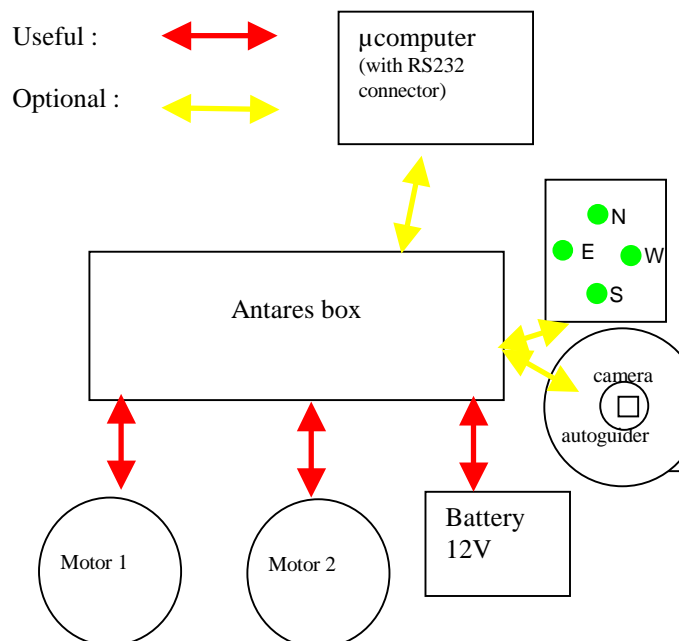 Useful :
Optional :
µcomputer
(with RS232
connector)
N
E
W
S
Antares box
camera
autoguider
Motor 1
Motor 2
Battery
12V